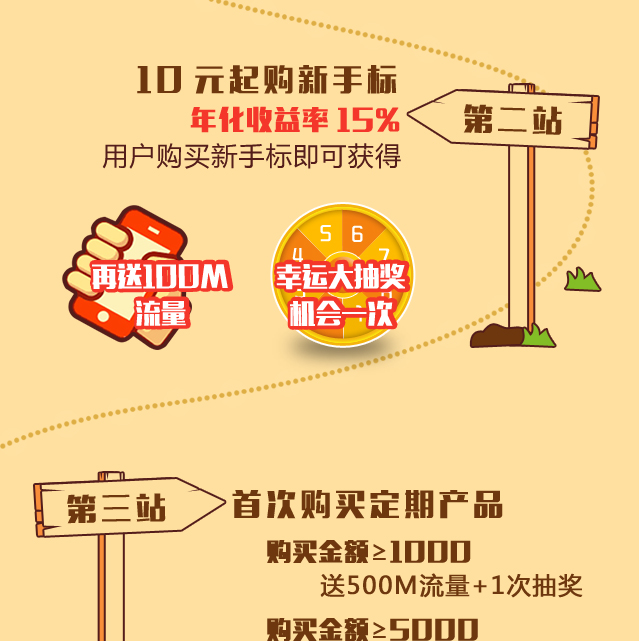 10 元起购新手标
年化收益率 15%
第二站
用户购买新手标即可获得
5 6
4 7
再送100M
流量
幸运大抽奖
机会一次
第三站
首次购买定期产品
购买金额≥1000
送500M流量+1次抽奖
购买金额≥5000